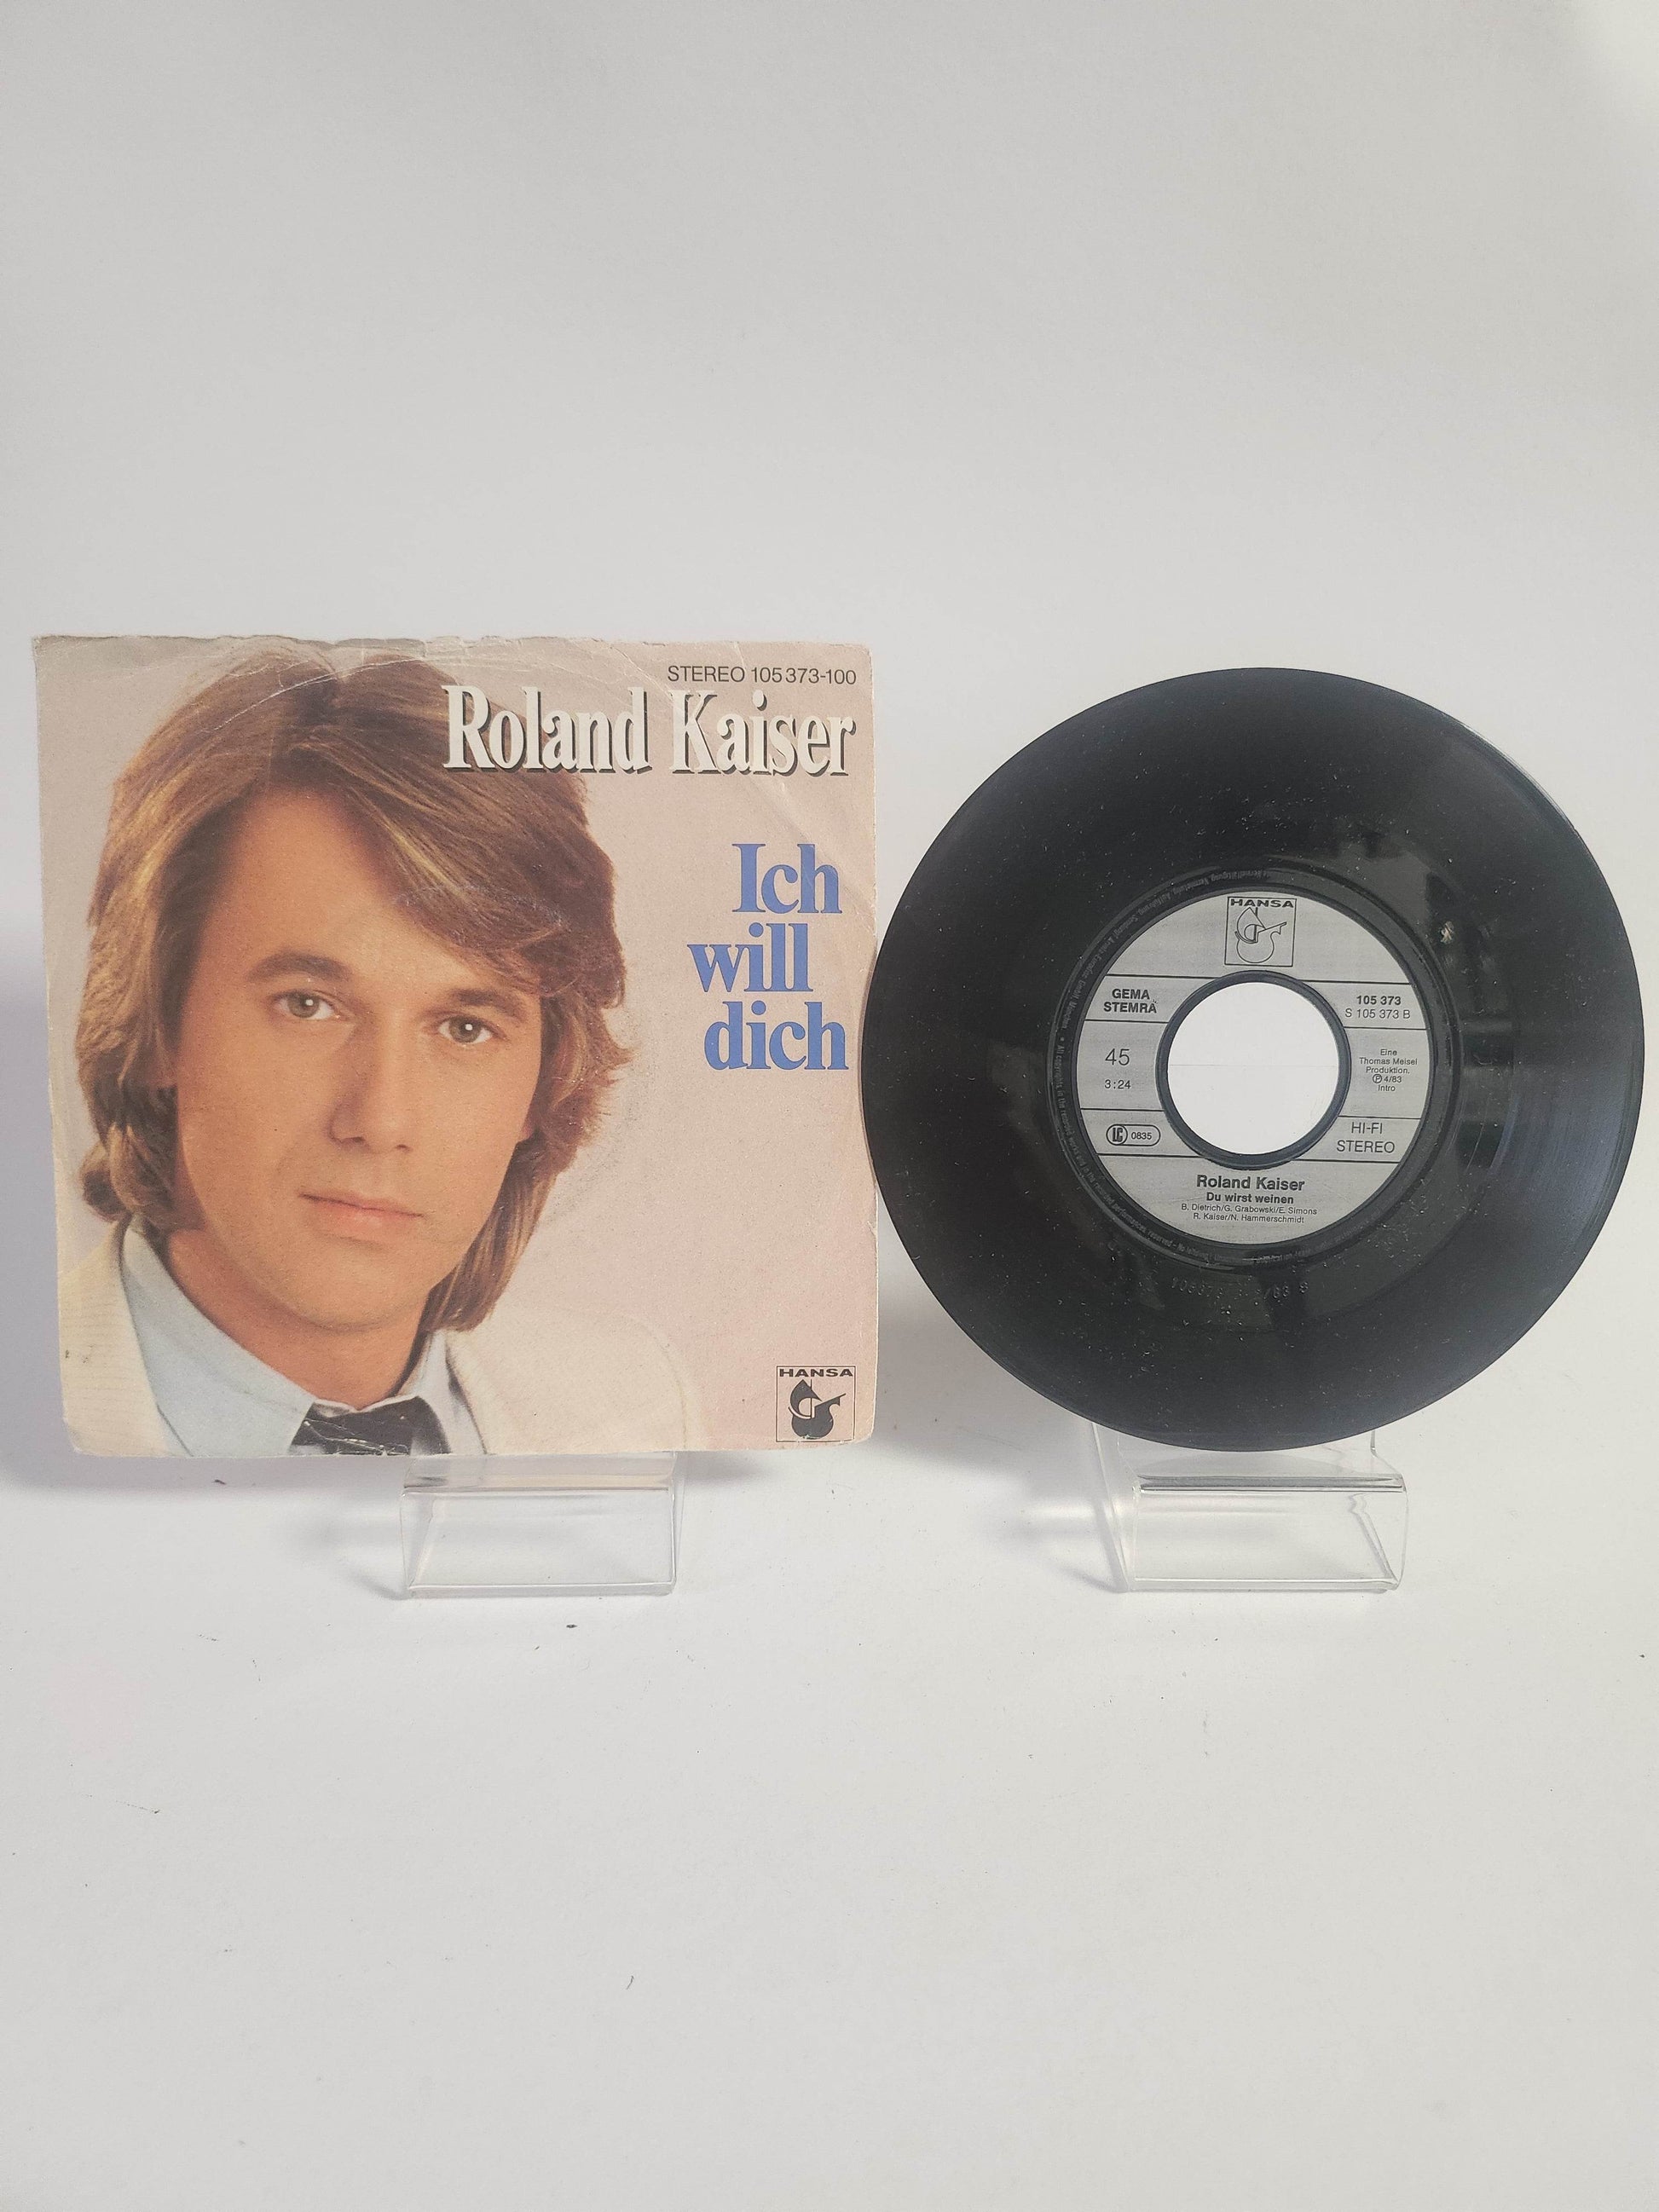 STEREO 105 373-100
Roland Kaiser
Ich
will
dich
HANSA
HANSA
GEMA
STEMRA
45
3:24
LC 0835
105 373
S 105 373 B
Eine
Thomas Meisel
Produktion.
Ⓟ 4/83
Intro
HI-FI
STEREO
Roland Kaiser
Du wirst weinen
B. Dietrich/G. Grabowski/E. Simons
R. Kaiser/N. Hammerschmidt